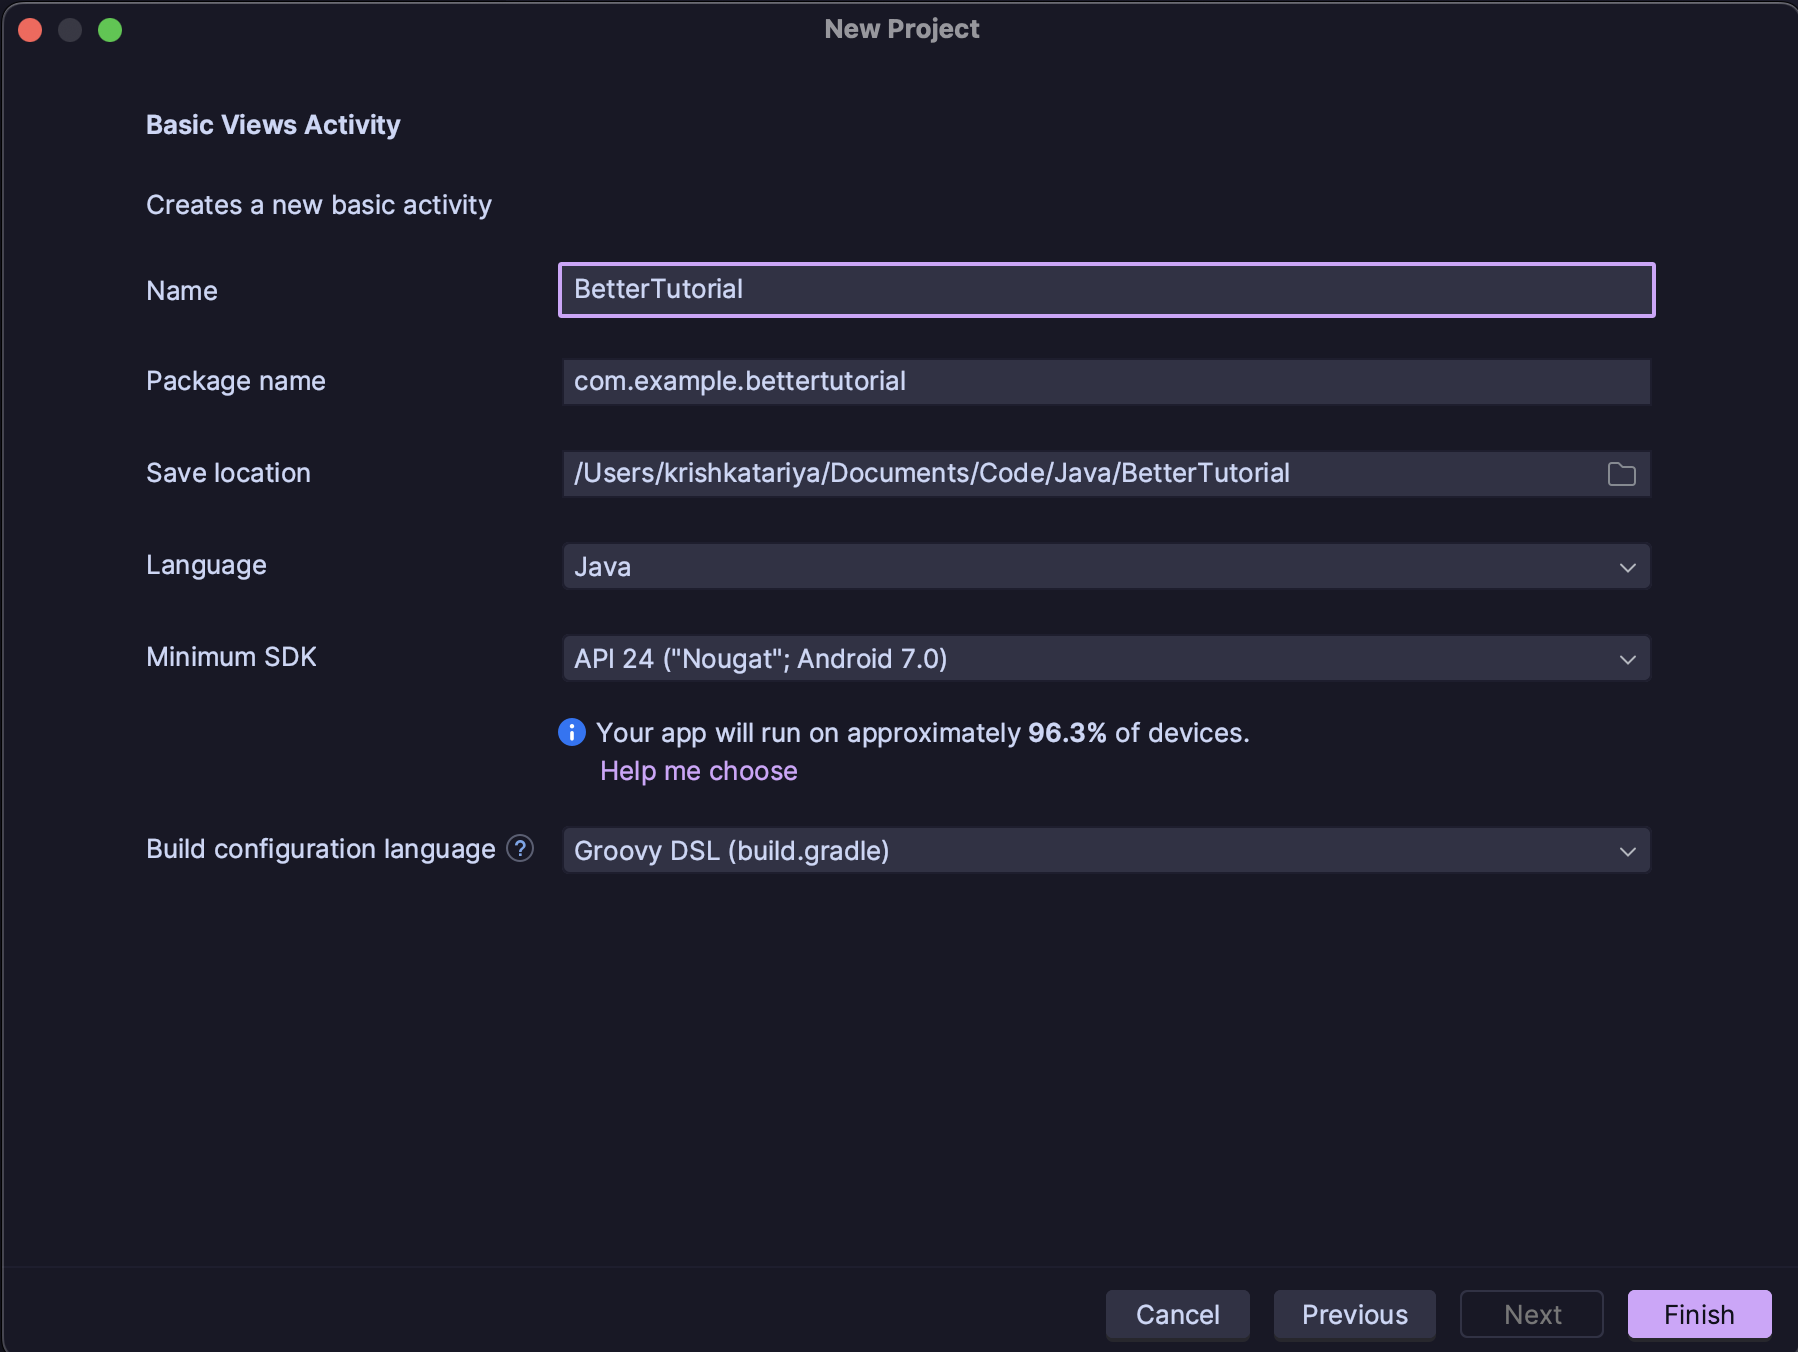 New Project
Basic Views Activity
Creates a new basic activity
Name
BetterTutorial
Package name
com.example.bettertutorial
Save location
/Users/krishkatariya/Documents/Code/Java/BetterTutorial
Language
Java
Minimum SDK
API 24 ("Nougat"; Android 7.0)
Your app will run on approximately 96.3% of devices.
Help me choose
Build configuration language ?
Groovy DSL (build.gradle)
Cancel
Previous
Next
Finish